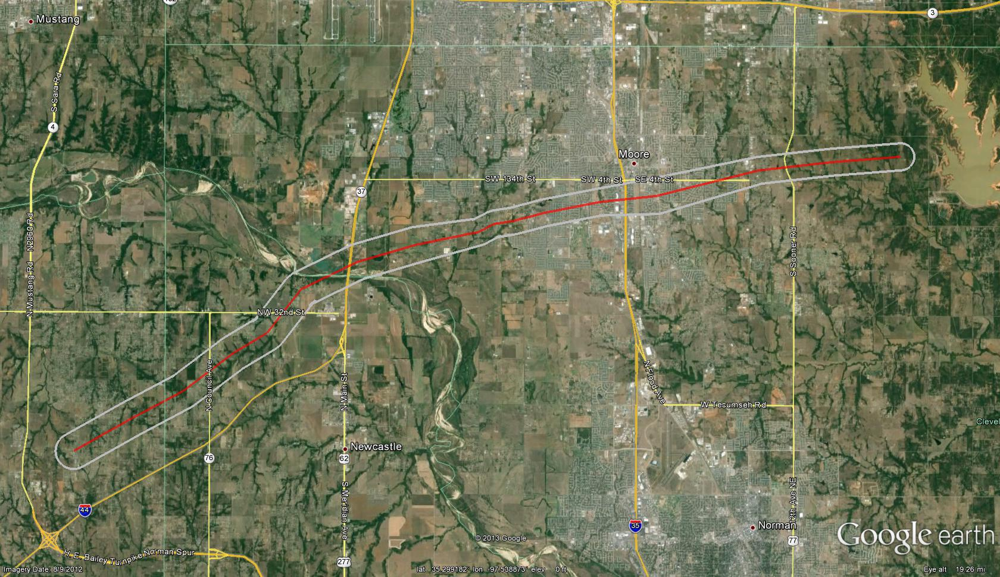 3
Mustang
S Sara Rd
4
Moore
SW 134th St
SW 4th St
SE 4th St
37
N Mustang Rd
N2960 Rd
S Sooner Rd
NW 32nd St
N Council Ave
N Flood Ave
N Main St
W Tecumseh Rd
Clevel
Newcastle
76
62
S Meridian Ave
12th Ave NE
44
35
Norman
77
Google earth
© 2013 Google
H. E. Bailey Turnpike Norman Spur
277
Imagery Date: 8/9/2012
lat 35.299182° lon -97.538873° elev 0 ft
Eye alt 19.26 mi